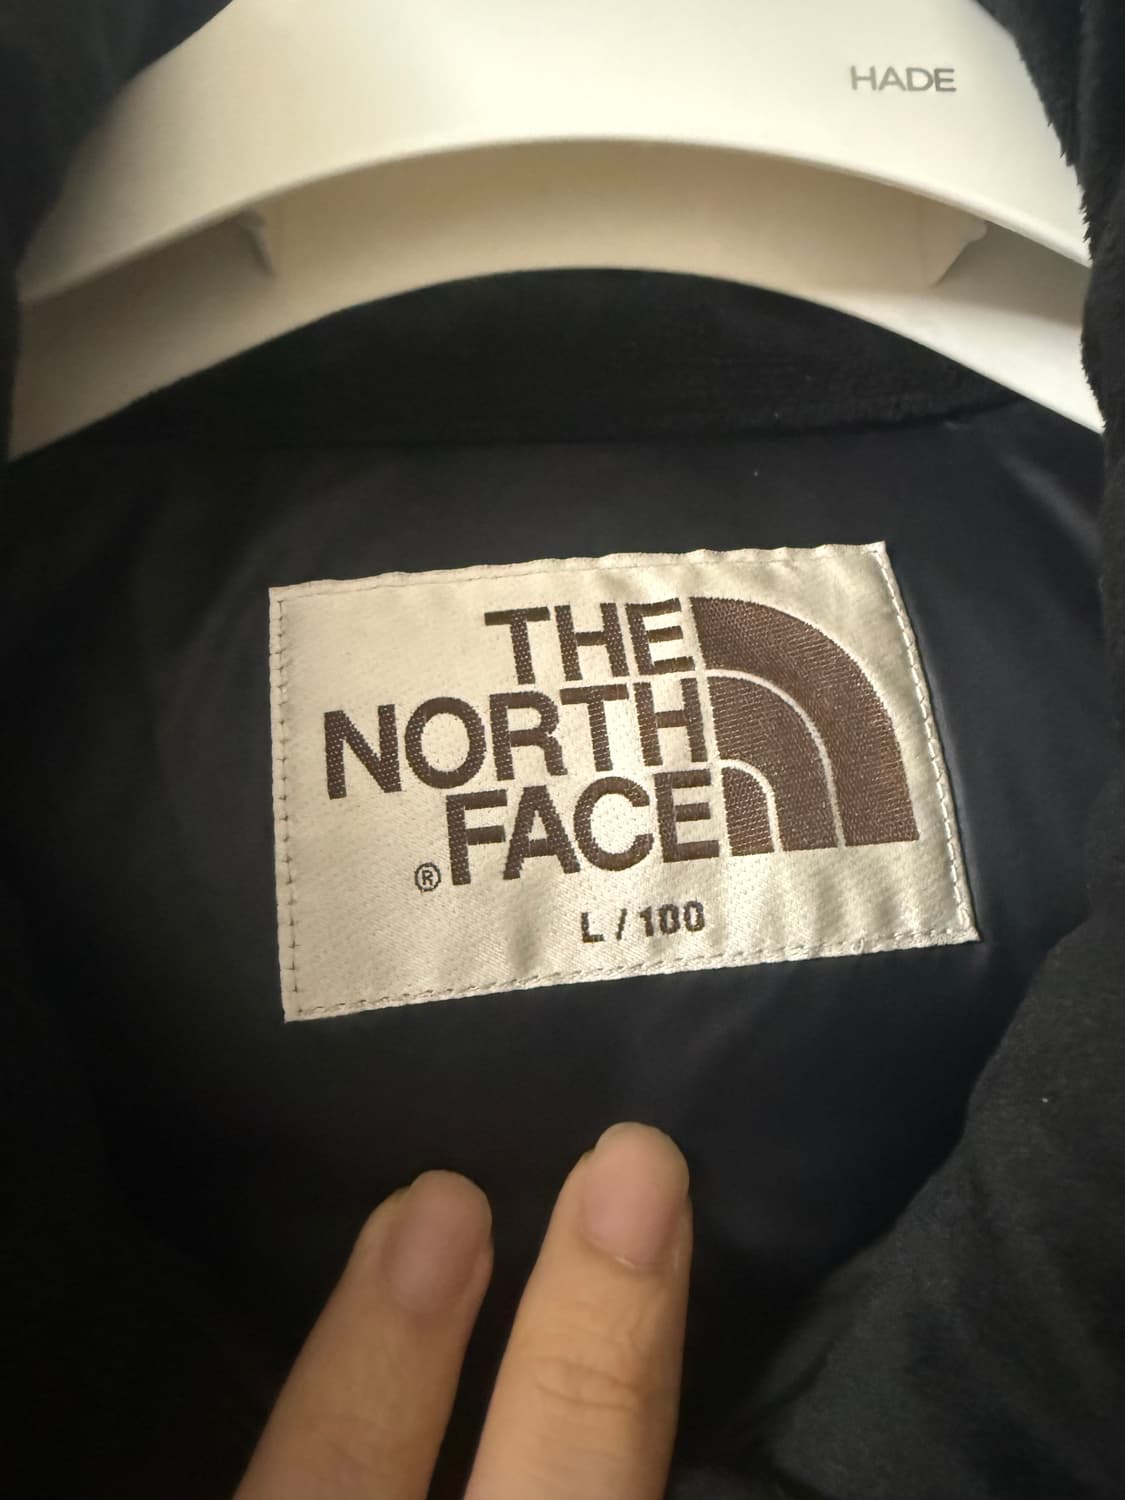 HADE
THE
NORTH
FACE
®
L / 100